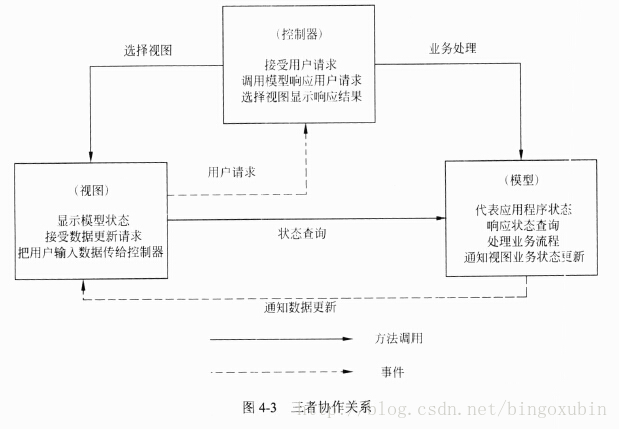 （控制器）
接受用户请求
调用模型响应用户请求
选择视图显示响应结果
选择视图
业务处理
用户请求
（视图）
显示模型状态
接受数据更新请求
把用户输入数据传给控制器
状态查询
（模型）
代表应用程序状态
响应状态查询
处理业务流程
通知视图业务状态更新
通知数据更新
方法调用
事件
图 4-3 三者协作关系
http://blog.csdn.net/bingoxubin